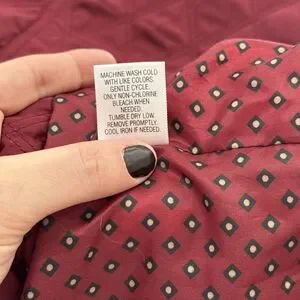 MACHINE WASH COLD
WITH LIKE COLORS.
GENTLE CYCLE.
ONLY NON-CHLORINE
BLEACH WHEN
NEEDED.
TUMBLE DRY LOW.
REMOVE PROMPTLY.
COOL IRON IF NEEDED.